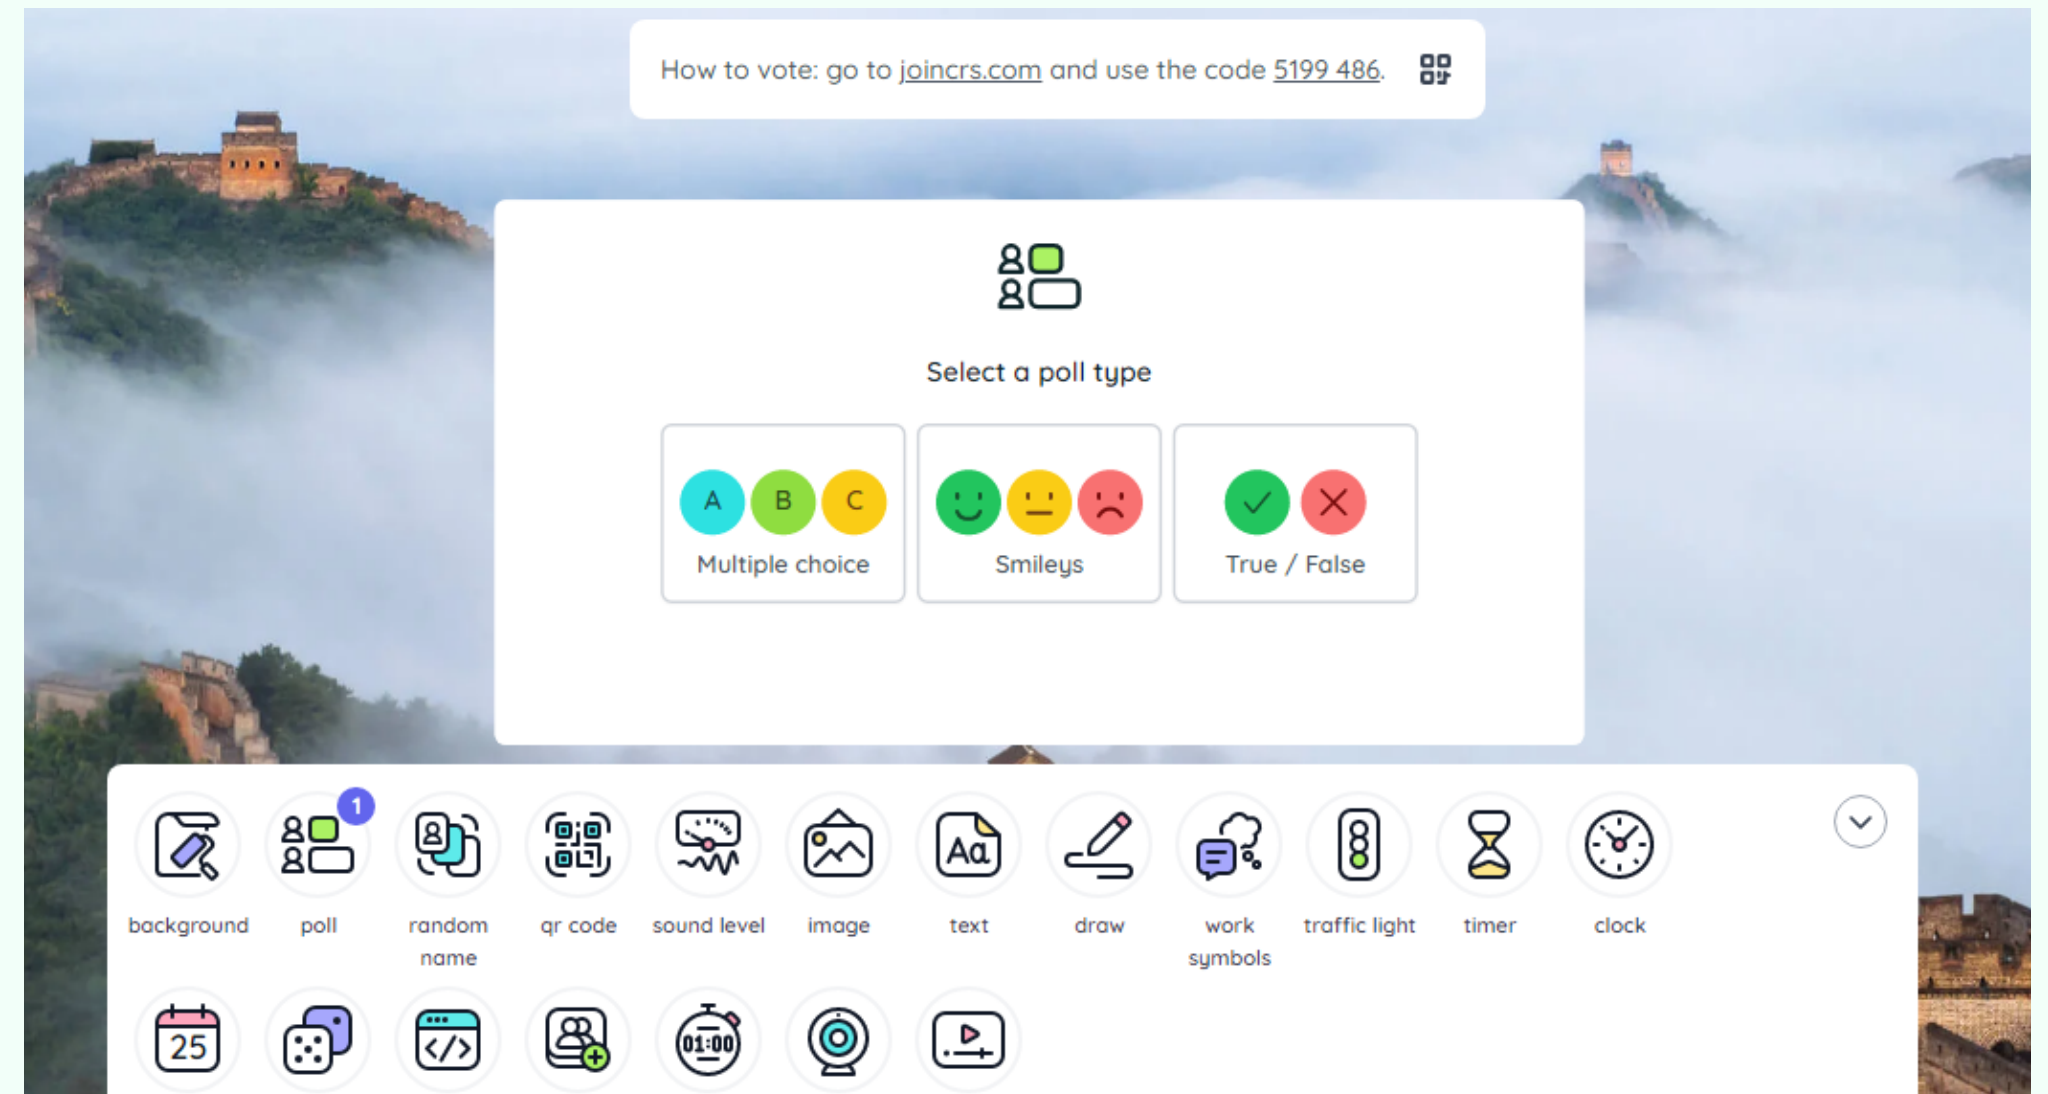 How to vote: go to joincrs.com and use the code 5199 486.
Select a poll type
A B C
Multiple choice
Smileys
True / False
1
Aa
background poll random name qr code sound level image text draw work symbols traffic light timer clock
25
</>
01:00